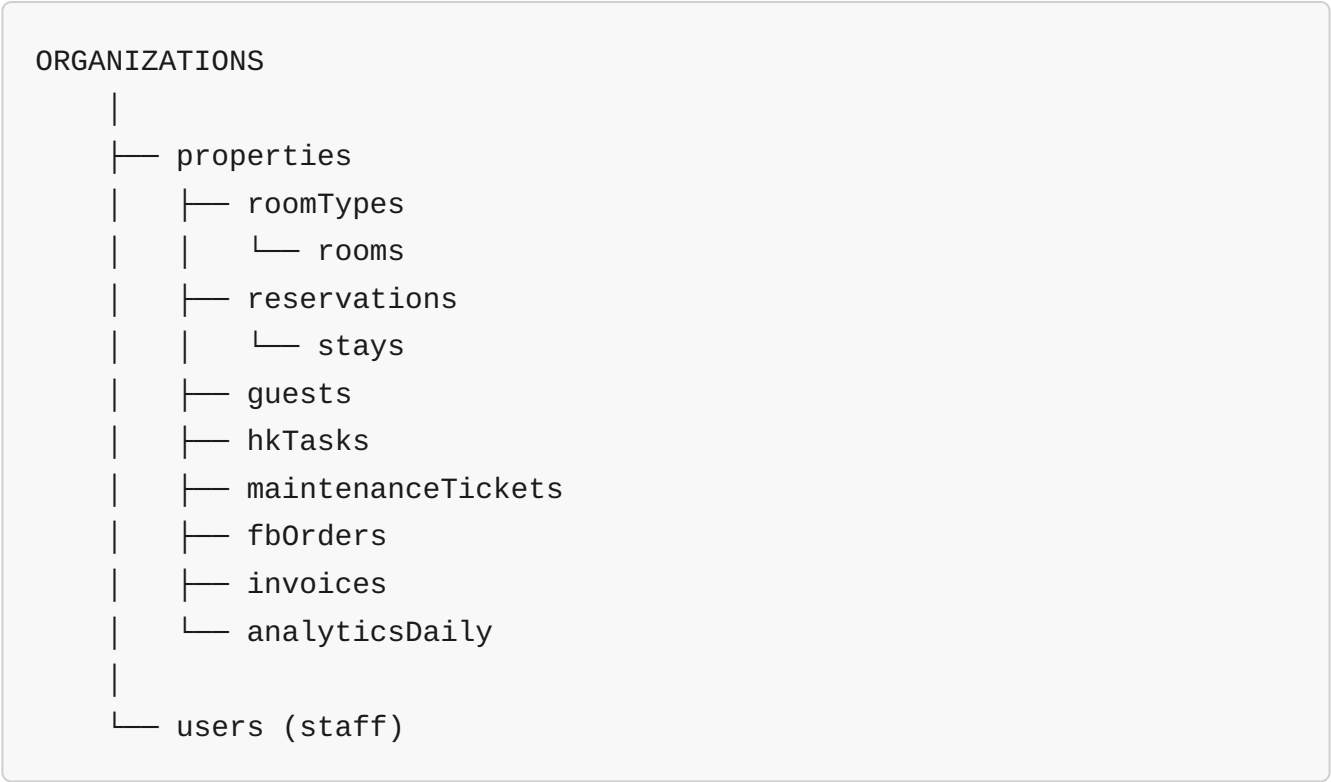 ORGANIZATIONS
    │
    ├── properties
    │   ├── roomTypes
    │   │   └── rooms
    │   ├── reservations
    │   │   └── stays
    │   ├── guests
    │   ├── hkTasks
    │   ├── maintenanceTickets
    │   ├── fbOrders
    │   ├── invoices
    │   └── analyticsDaily
    │
    └── users (staff)